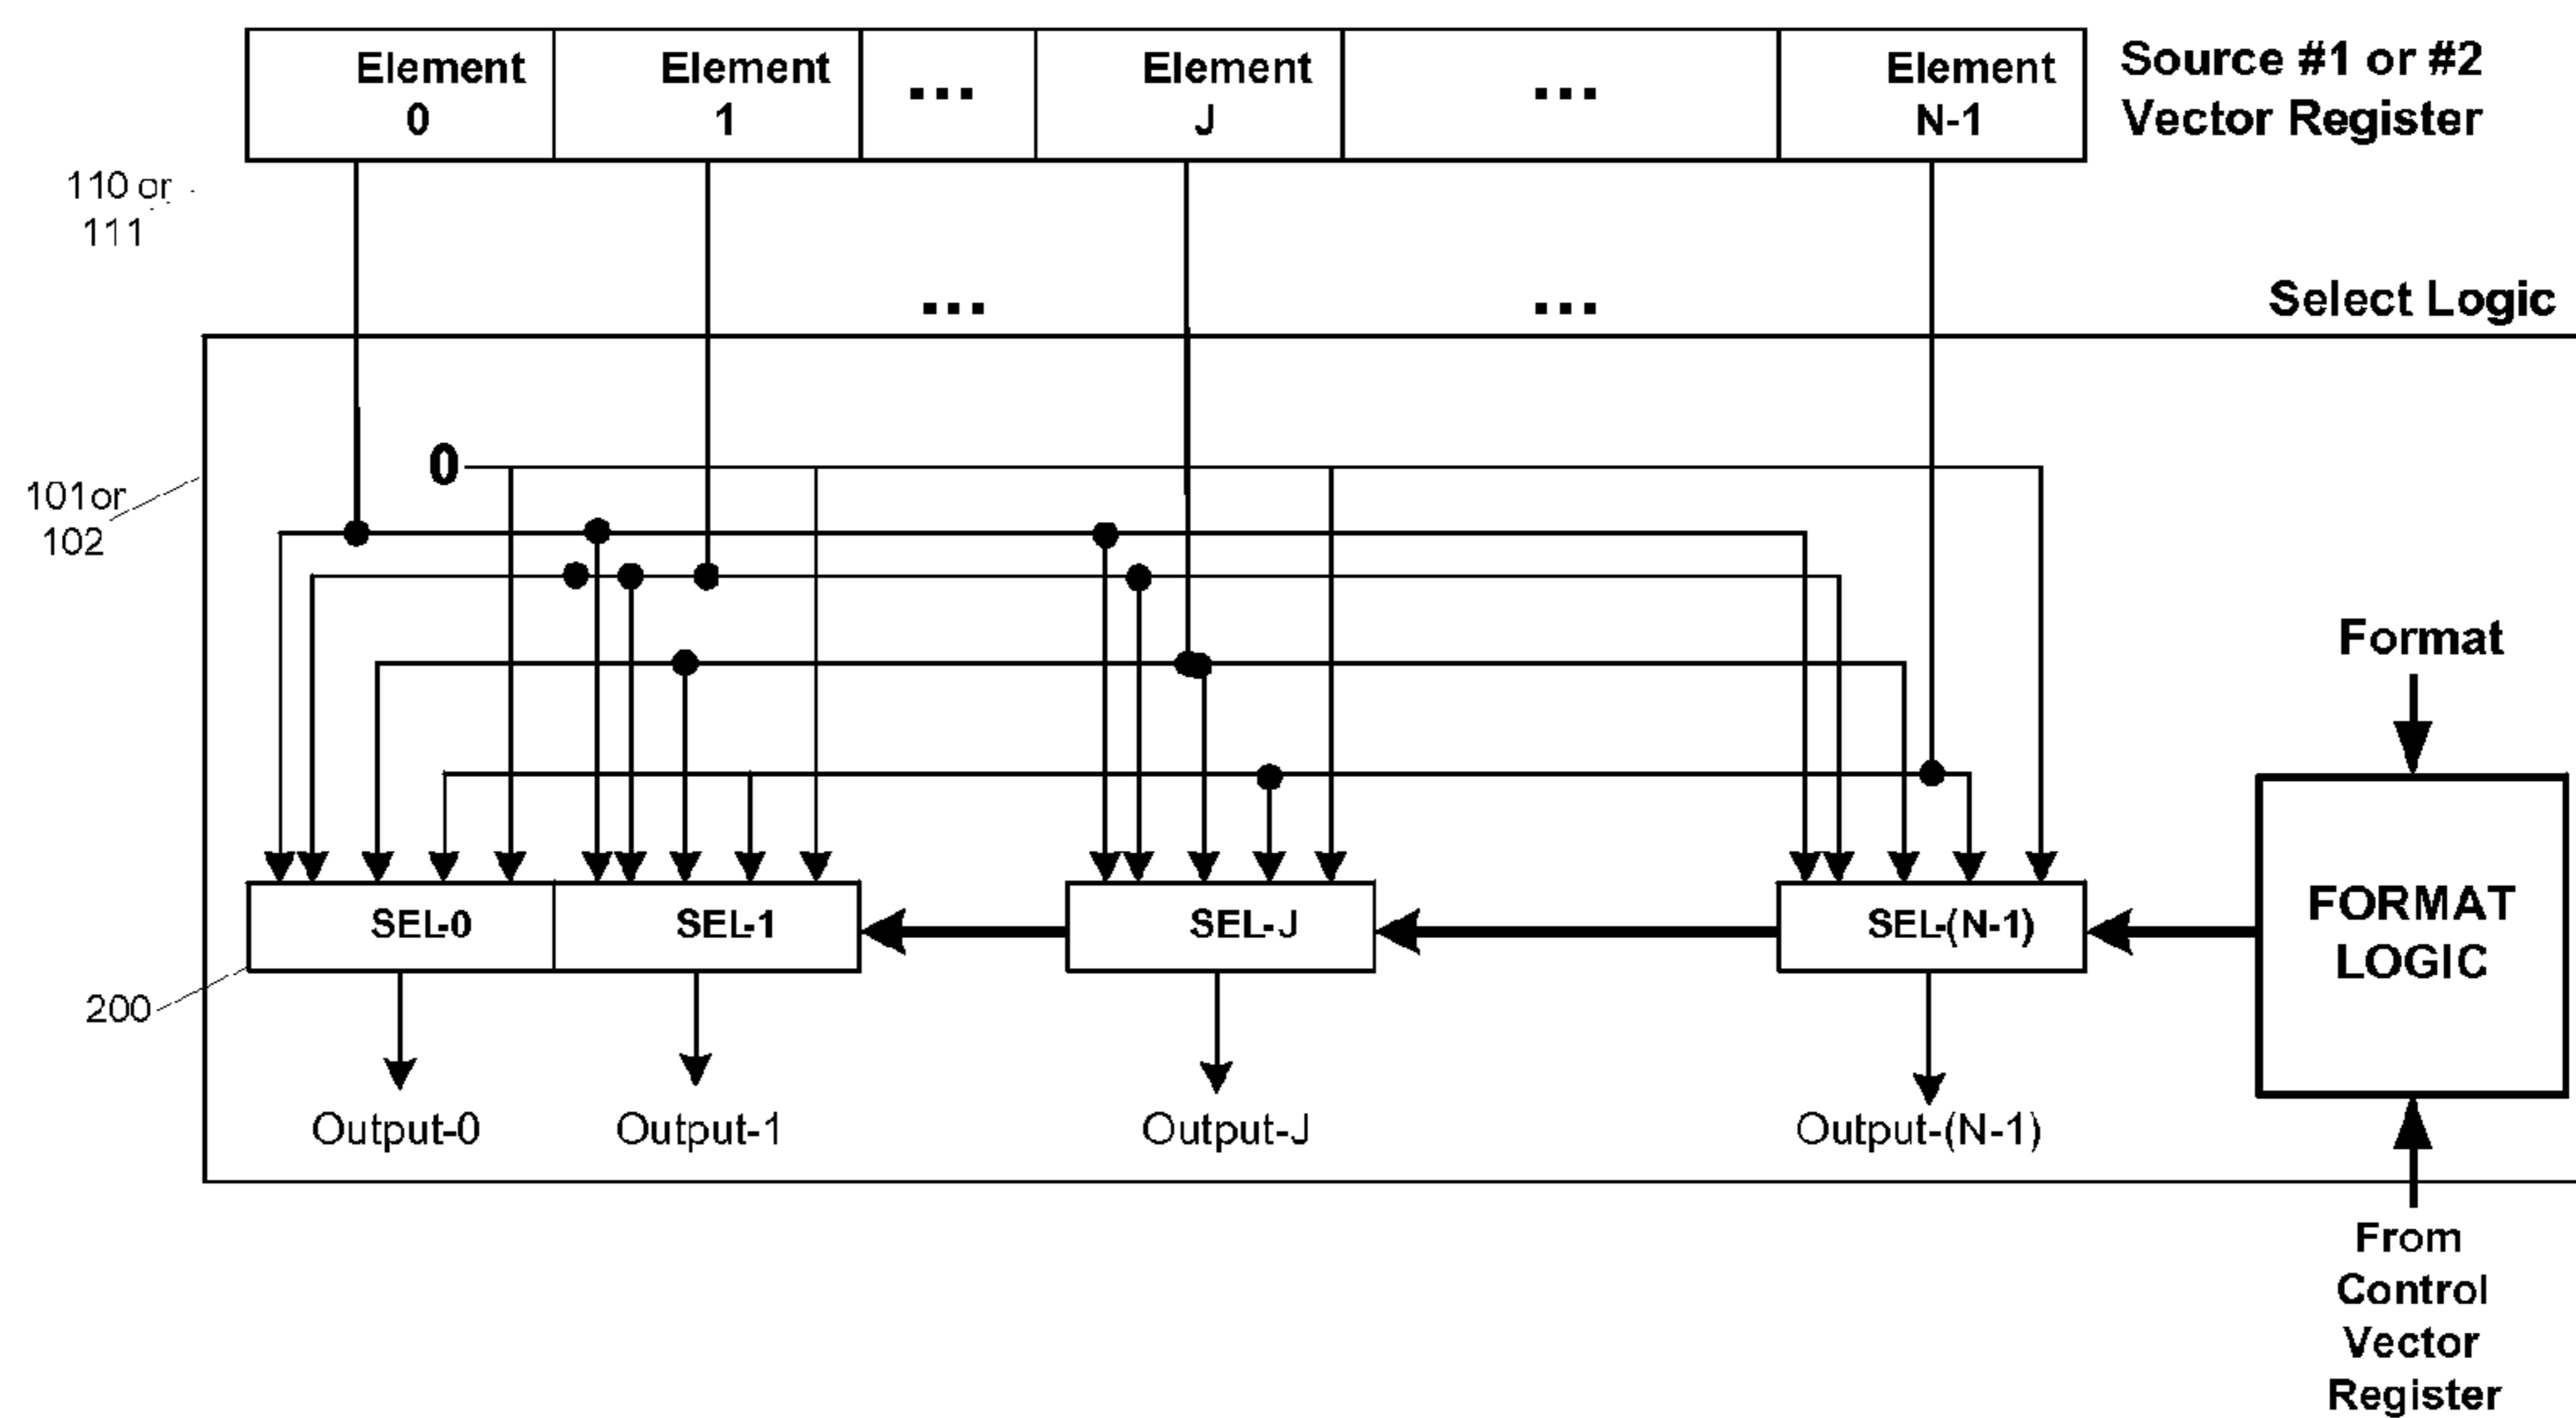 Element 0
Element 1
...
Element J
...
Element N-1
Source #1 or #2
Vector Register
110 or
111
...
...
Select Logic
0
101or
102
Format
FORMAT
LOGIC
SEL-0
SEL-1
SEL-J
SEL-(N-1)
200
Output-0
Output-1
Output-J
Output-(N-1)
From
Control
Vector
Register